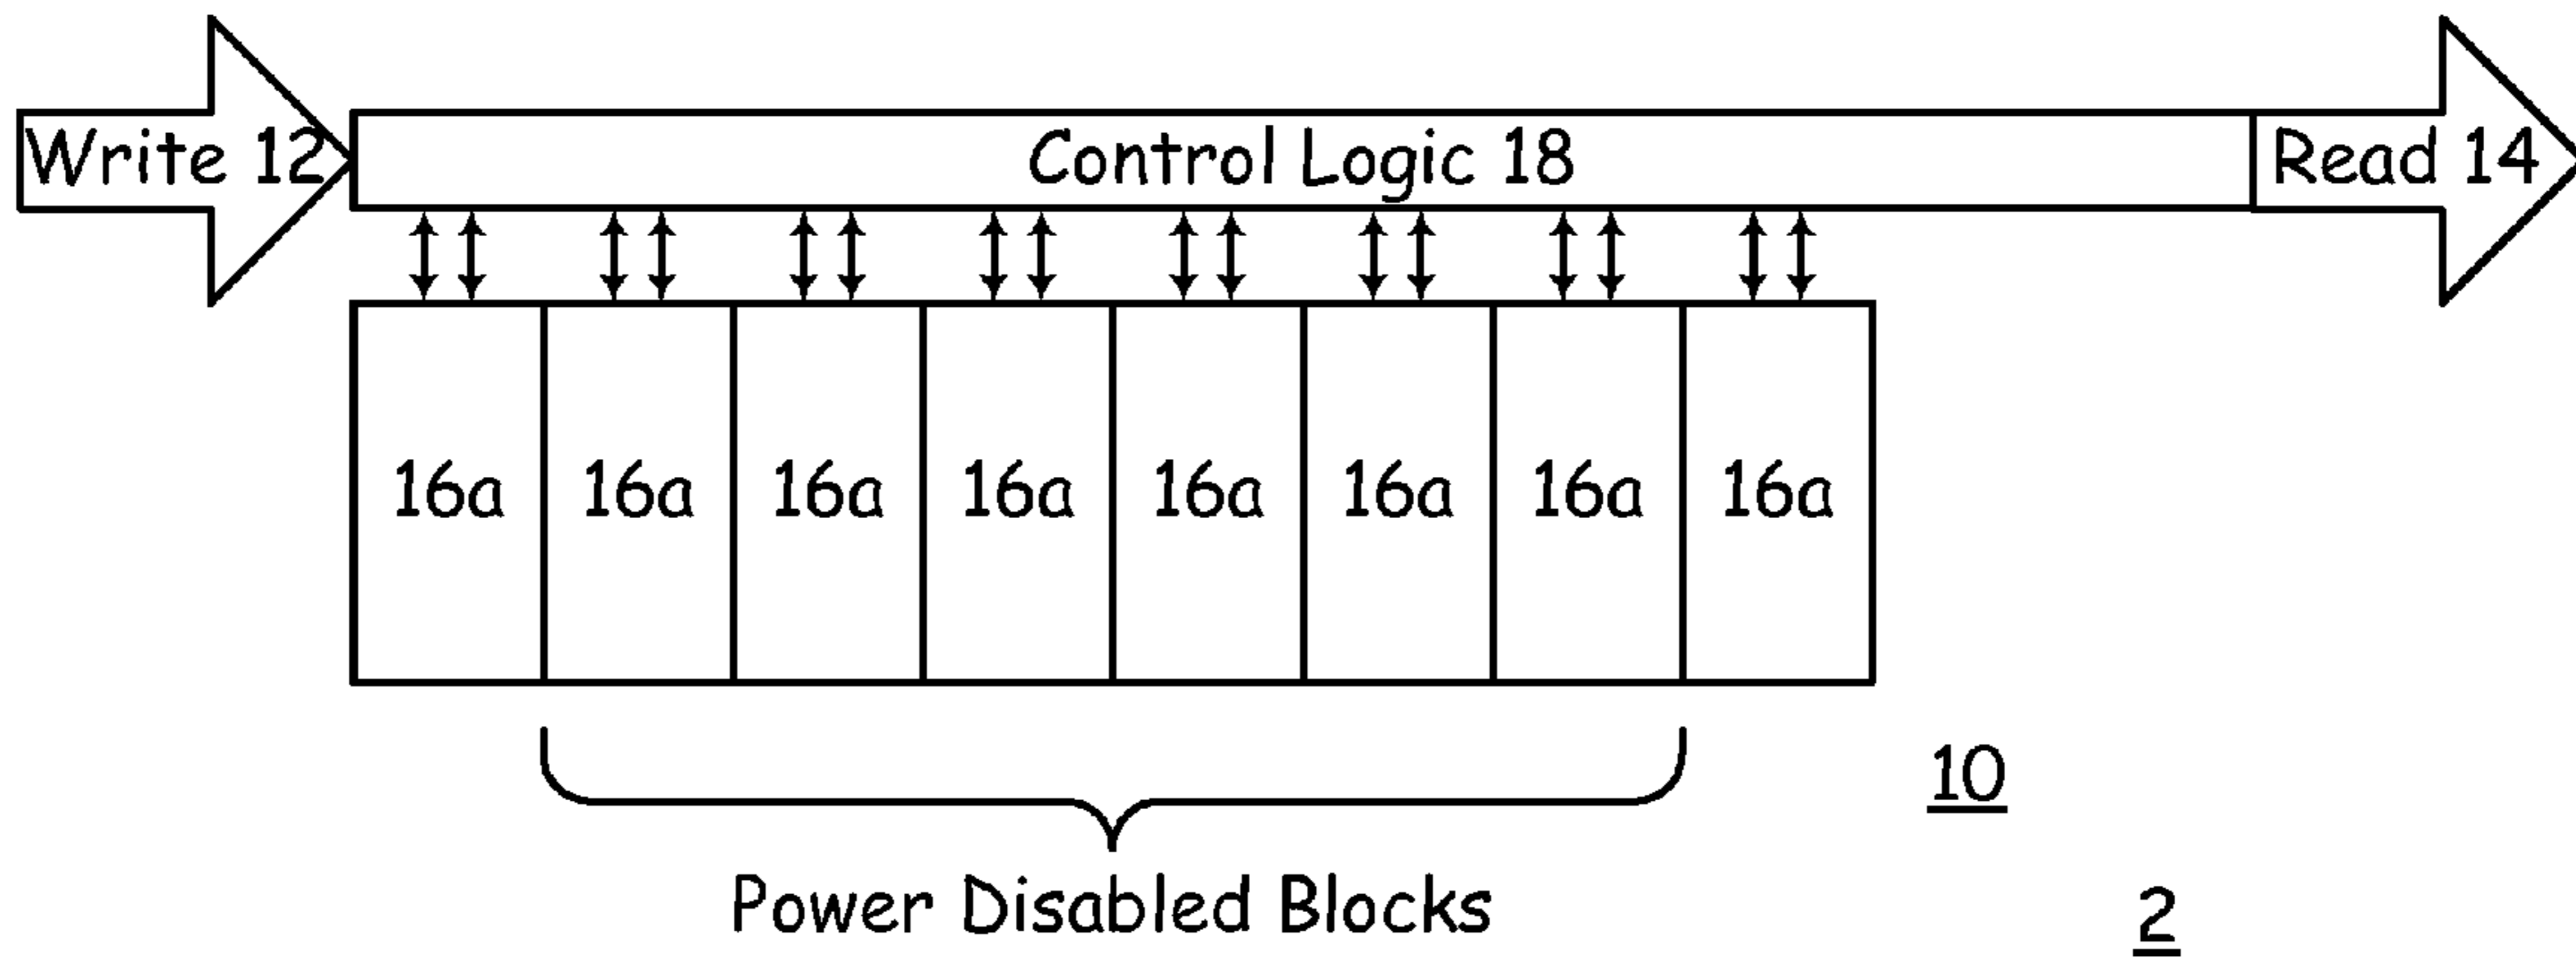 Write 12 Control Logic 18 Read 14
16a 16a 16a 16a 16a 16a 16a 16a
10
Power Disabled Blocks
2